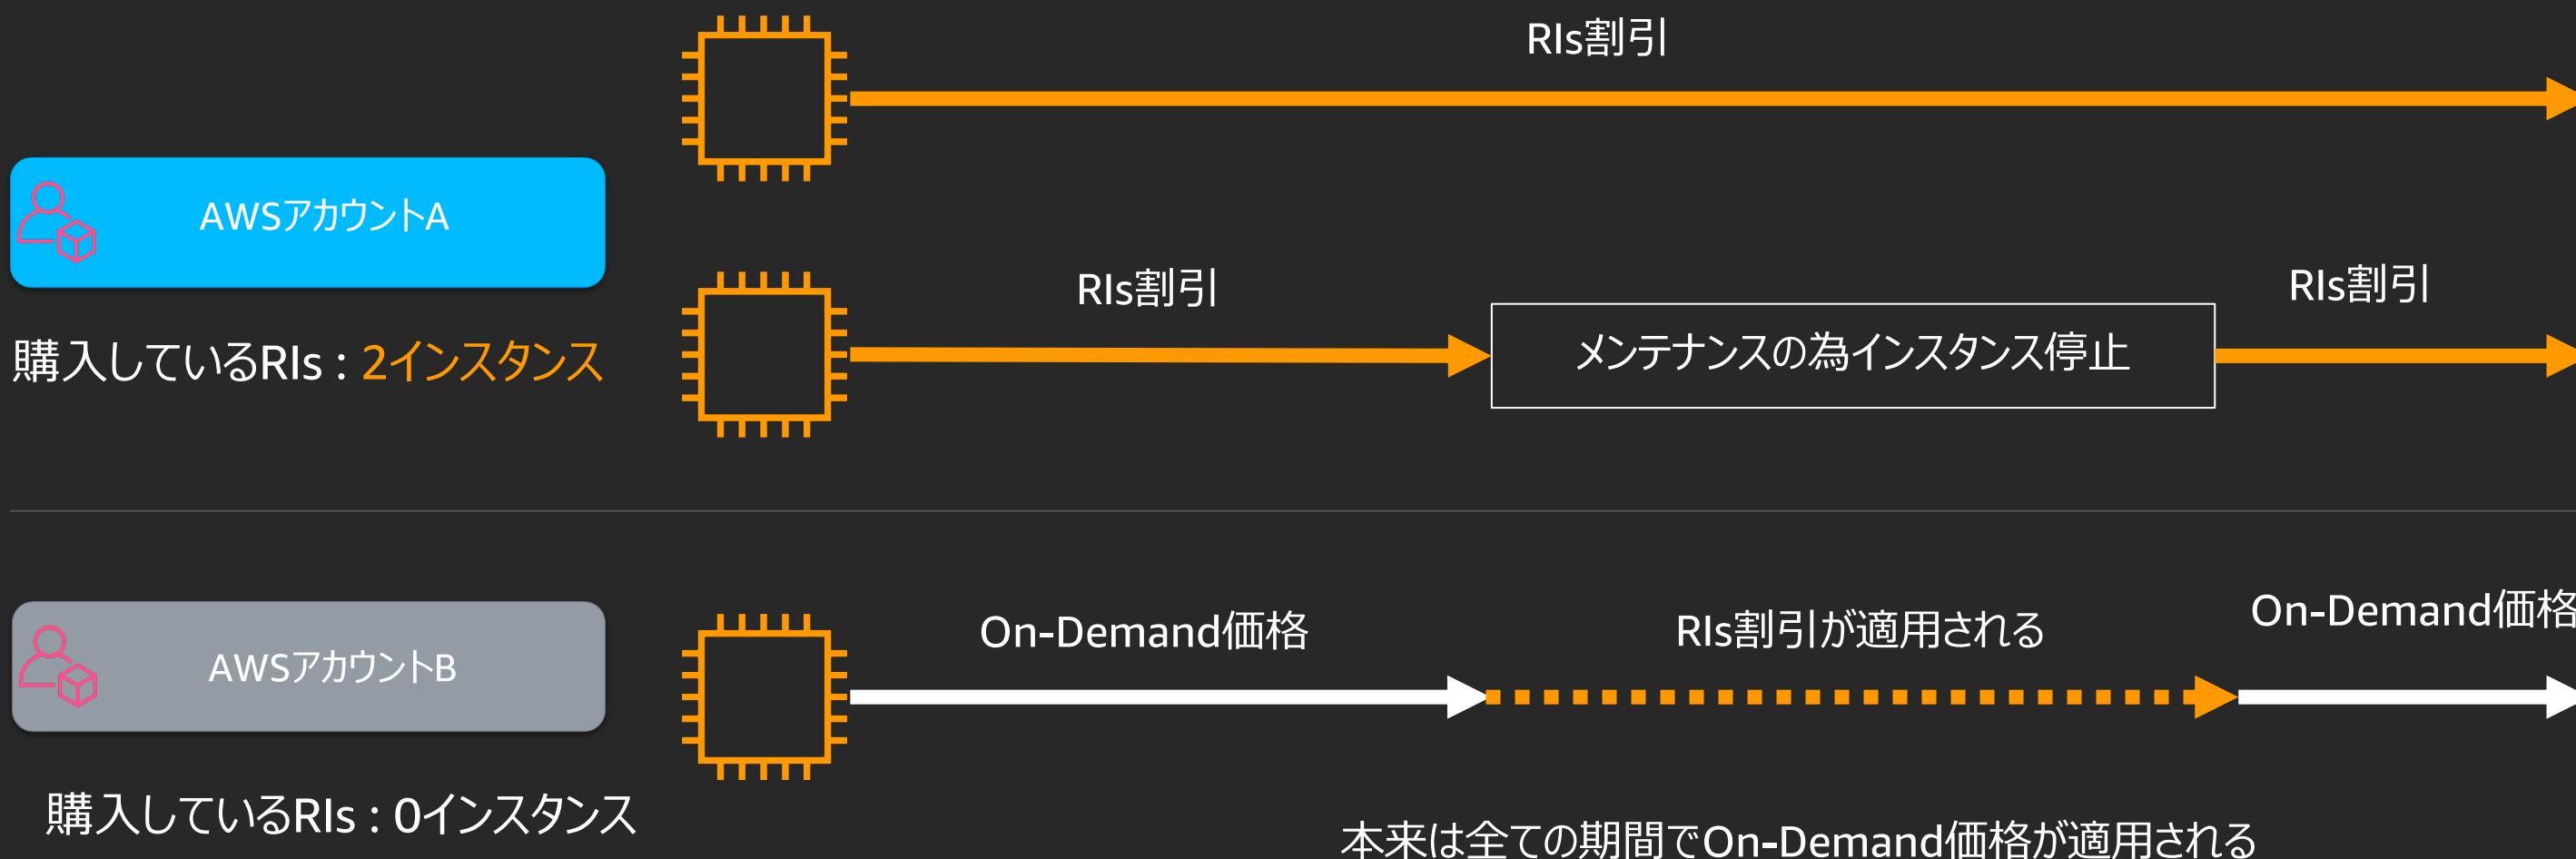 RIs割引
AWSアカウントA
購入しているRIs：2インスタンス
RIs割引
メンテナンスの為インスタンス停止
RIs割引
AWSアカウントB
購入しているRIs：0インスタンス
On-Demand価格
RIs割引が適用される
On-Demand価格
本来は全ての期間でOn-Demand価格が適用される